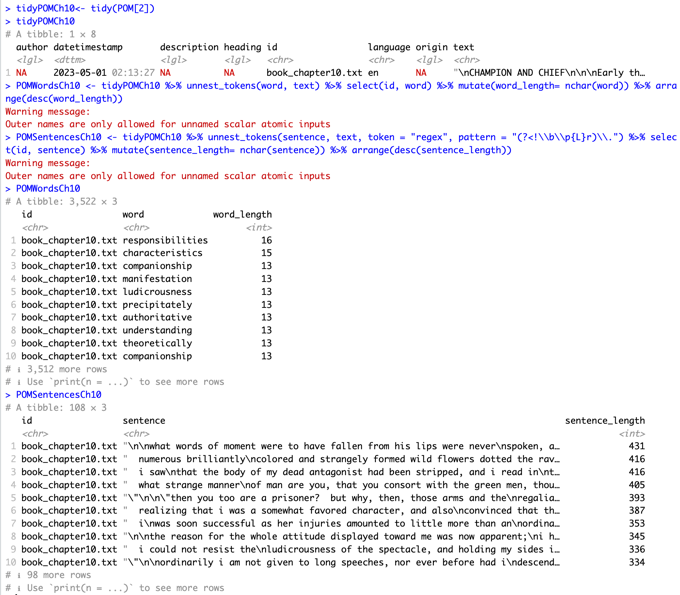 > tidyPOMCh10<- tidy(POM[2])
> tidyPOMCh10
# A tibble: 1 × 8
author datetimestamp description heading id language origin text
<lgl> <dttm> <lgl> <lgl> <chr> <chr> <lgl> <chr>
1 NA 2023-05-01 02:13:27 NA NA book_chapter10.txt en NA "\nCHAMPION AND CHIEF\n\n\nEarly th…
> POMWordsCh10 <- tidyPOMCh10 %>% unnest_tokens(word, text) %>% select(id, word) %>% mutate(word_length= nchar(word)) %>% arra
nge(desc(word_length))
Warning message:
Outer names are only allowed for unnamed scalar atomic inputs
> POMSentencesCh10 <- tidyPOMCh10 %>% unnest_tokens(sentence, text, token = "regex", pattern = "(?<!\\b\\p{L}r)\\.") %>% selec
t(id, sentence) %>% mutate(sentence_length= nchar(sentence)) %>% arrange(desc(sentence_length))
Warning message:
Outer names are only allowed for unnamed scalar atomic inputs
> POMWordsCh10
# A tibble: 3,522 × 3
id word word_length
<chr> <chr> <int>
1 book_chapter10.txt responsibilities 16
2 book_chapter10.txt characteristics 15
3 book_chapter10.txt companionship 13
4 book_chapter10.txt manifestation 13
5 book_chapter10.txt ludicrousness 13
6 book_chapter10.txt precipitately 13
7 book_chapter10.txt authoritative 13
8 book_chapter10.txt understanding 13
9 book_chapter10.txt theoretically 13
10 book_chapter10.txt companionship 13
# ℹ 3,512 more rows
# ℹ Use `print(n = ...)` to see more rows
> POMSentencesCh10
# A tibble: 108 × 3
id sentence sentence_length
<chr> <chr> <int>
1 book_chapter10.txt "\n\nwhat words of moment were to have fallen from his lips were never\nspoken, a… 431
2 book_chapter10.txt " numerous brilliantly\ncolored and strangely formed wild flowers dotted the rav… 416
3 book_chapter10.txt " i saw\nthat the body of my dead antagonist had been stripped, and i read in\nt… 416
4 book_chapter10.txt " what strange manner\nof man are you, that you consort with the green men, thou… 405
5 book_chapter10.txt "\"\n\n\"then you too are a prisoner? but why, then, those arms and the\nregalia… 393
6 book_chapter10.txt " realizing that i was a somewhat favored character, and also\nconvinced that th… 387
7 book_chapter10.txt " i\nwas soon successful as her injuries amounted to little more than an\nordina… 353
8 book_chapter10.txt "\n\nthe reason for the whole attitude displayed toward me was now apparent;\ni h… 345
9 book_chapter10.txt " i could not resist the\nludicrousness of the spectacle, and holding my sides i… 336
10 book_chapter10.txt "\"\n\nordinarily i am not given to long speeches, nor ever before had i\ndescend… 334
# ℹ 98 more rows
# ℹ Use `print(n = ...)` to see more rows